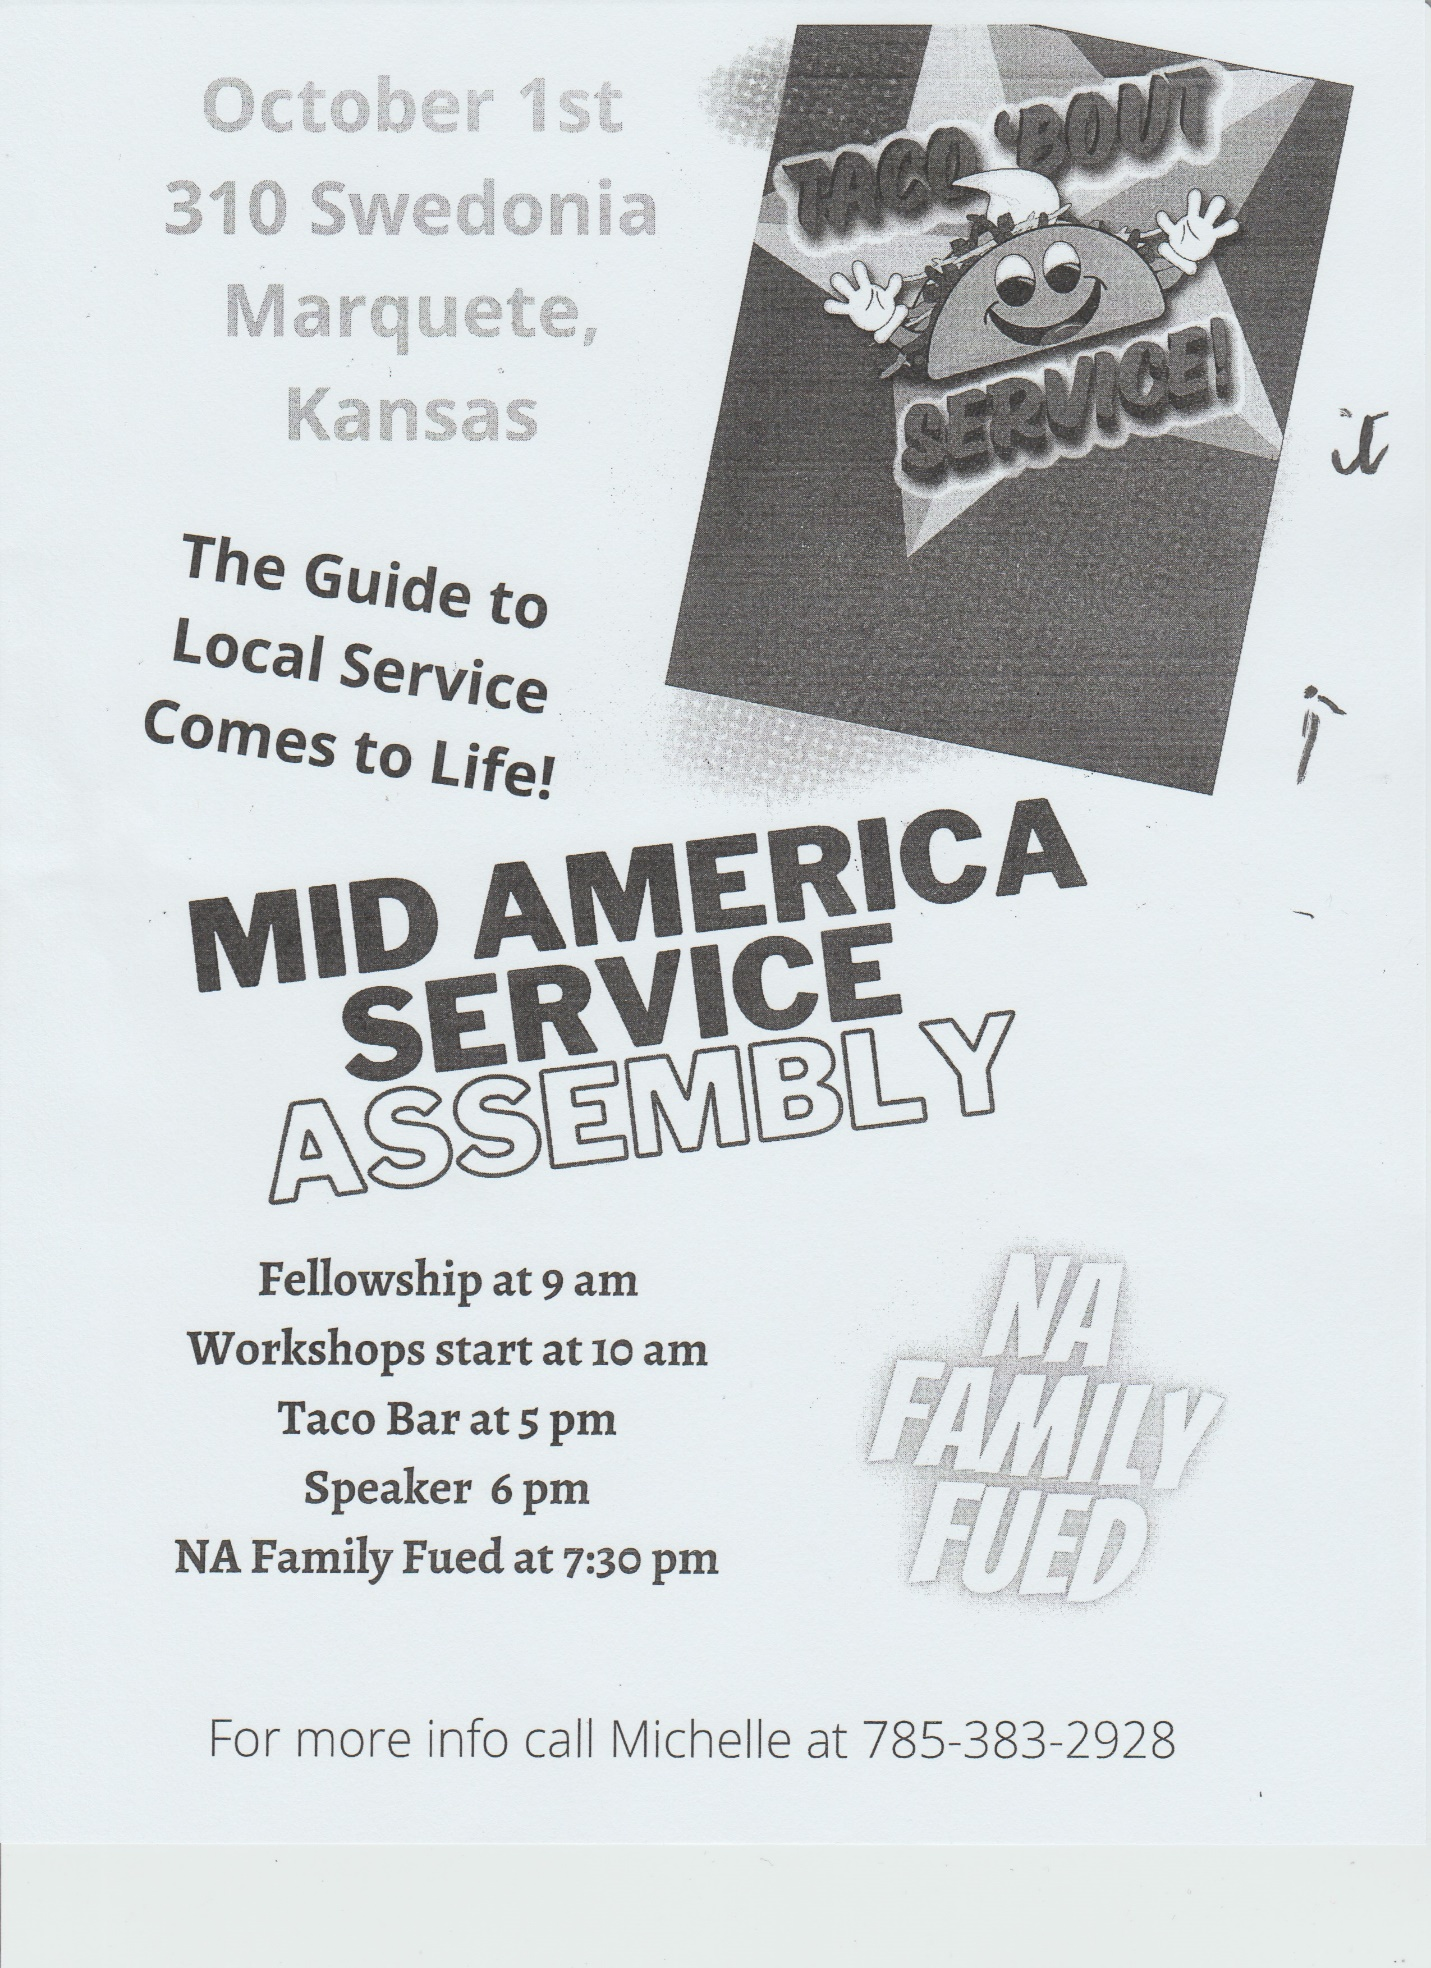 October 1st
310 Swedonia
Marquete,
Kansas
TACO 'BOUT
SERVICE!
it
The Guide to
Local Service
Comes to Life!
MID AMERICA
SERVICE
ASSEMBLY
Fellowship at 9 am
Workshops start at 10 am
Taco Bar at 5 pm
Speaker 6 pm
NA Family Fued at 7:30 pm
NA
FAMILY
FUED
For more info call Michelle at 785-383-2928